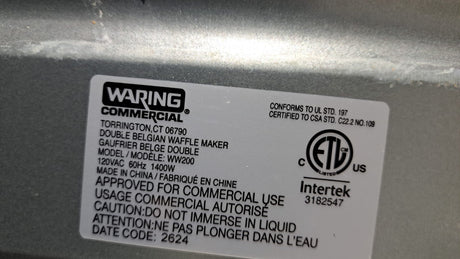 WARING
COMMERCIAL
TORRINGTON, CT 06790
DOUBLE BELGIAN WAFFLE MAKER
GAUFRIER BELGE DOUBLE
MODEL / MODÈLE: WW200
120VAC 60Hz 1400W
MADE IN CHINA / FABRIQUÉ EN CHINE
APPROVED FOR COMMERCIAL USE
USAGE COMMERCIAL AUTORISÉ
CAUTION:DO NOT IMMERSE IN LIQUID
ATTENTION:NE PAS PLONGER DANS L'EAU
DATE CODE: 2624
CONFORMS TO UL STD. 197
CERTIFIED TO CSA STD. C22.2 NO.109
C ETL US
Intertek
3182547